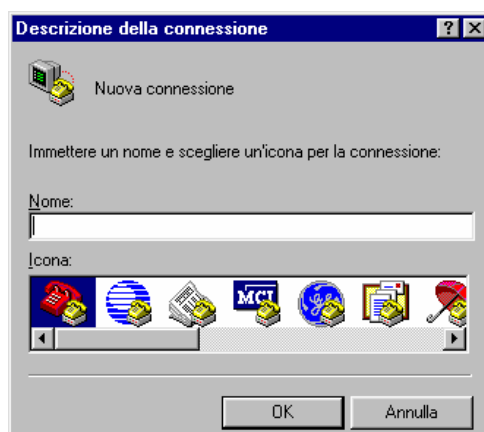 Descrizione della connessione
Nuova connessione
Immettere un nome e scegliere un'icona per la connessione:
Nome:
Icona:
MCI
OK Annulla